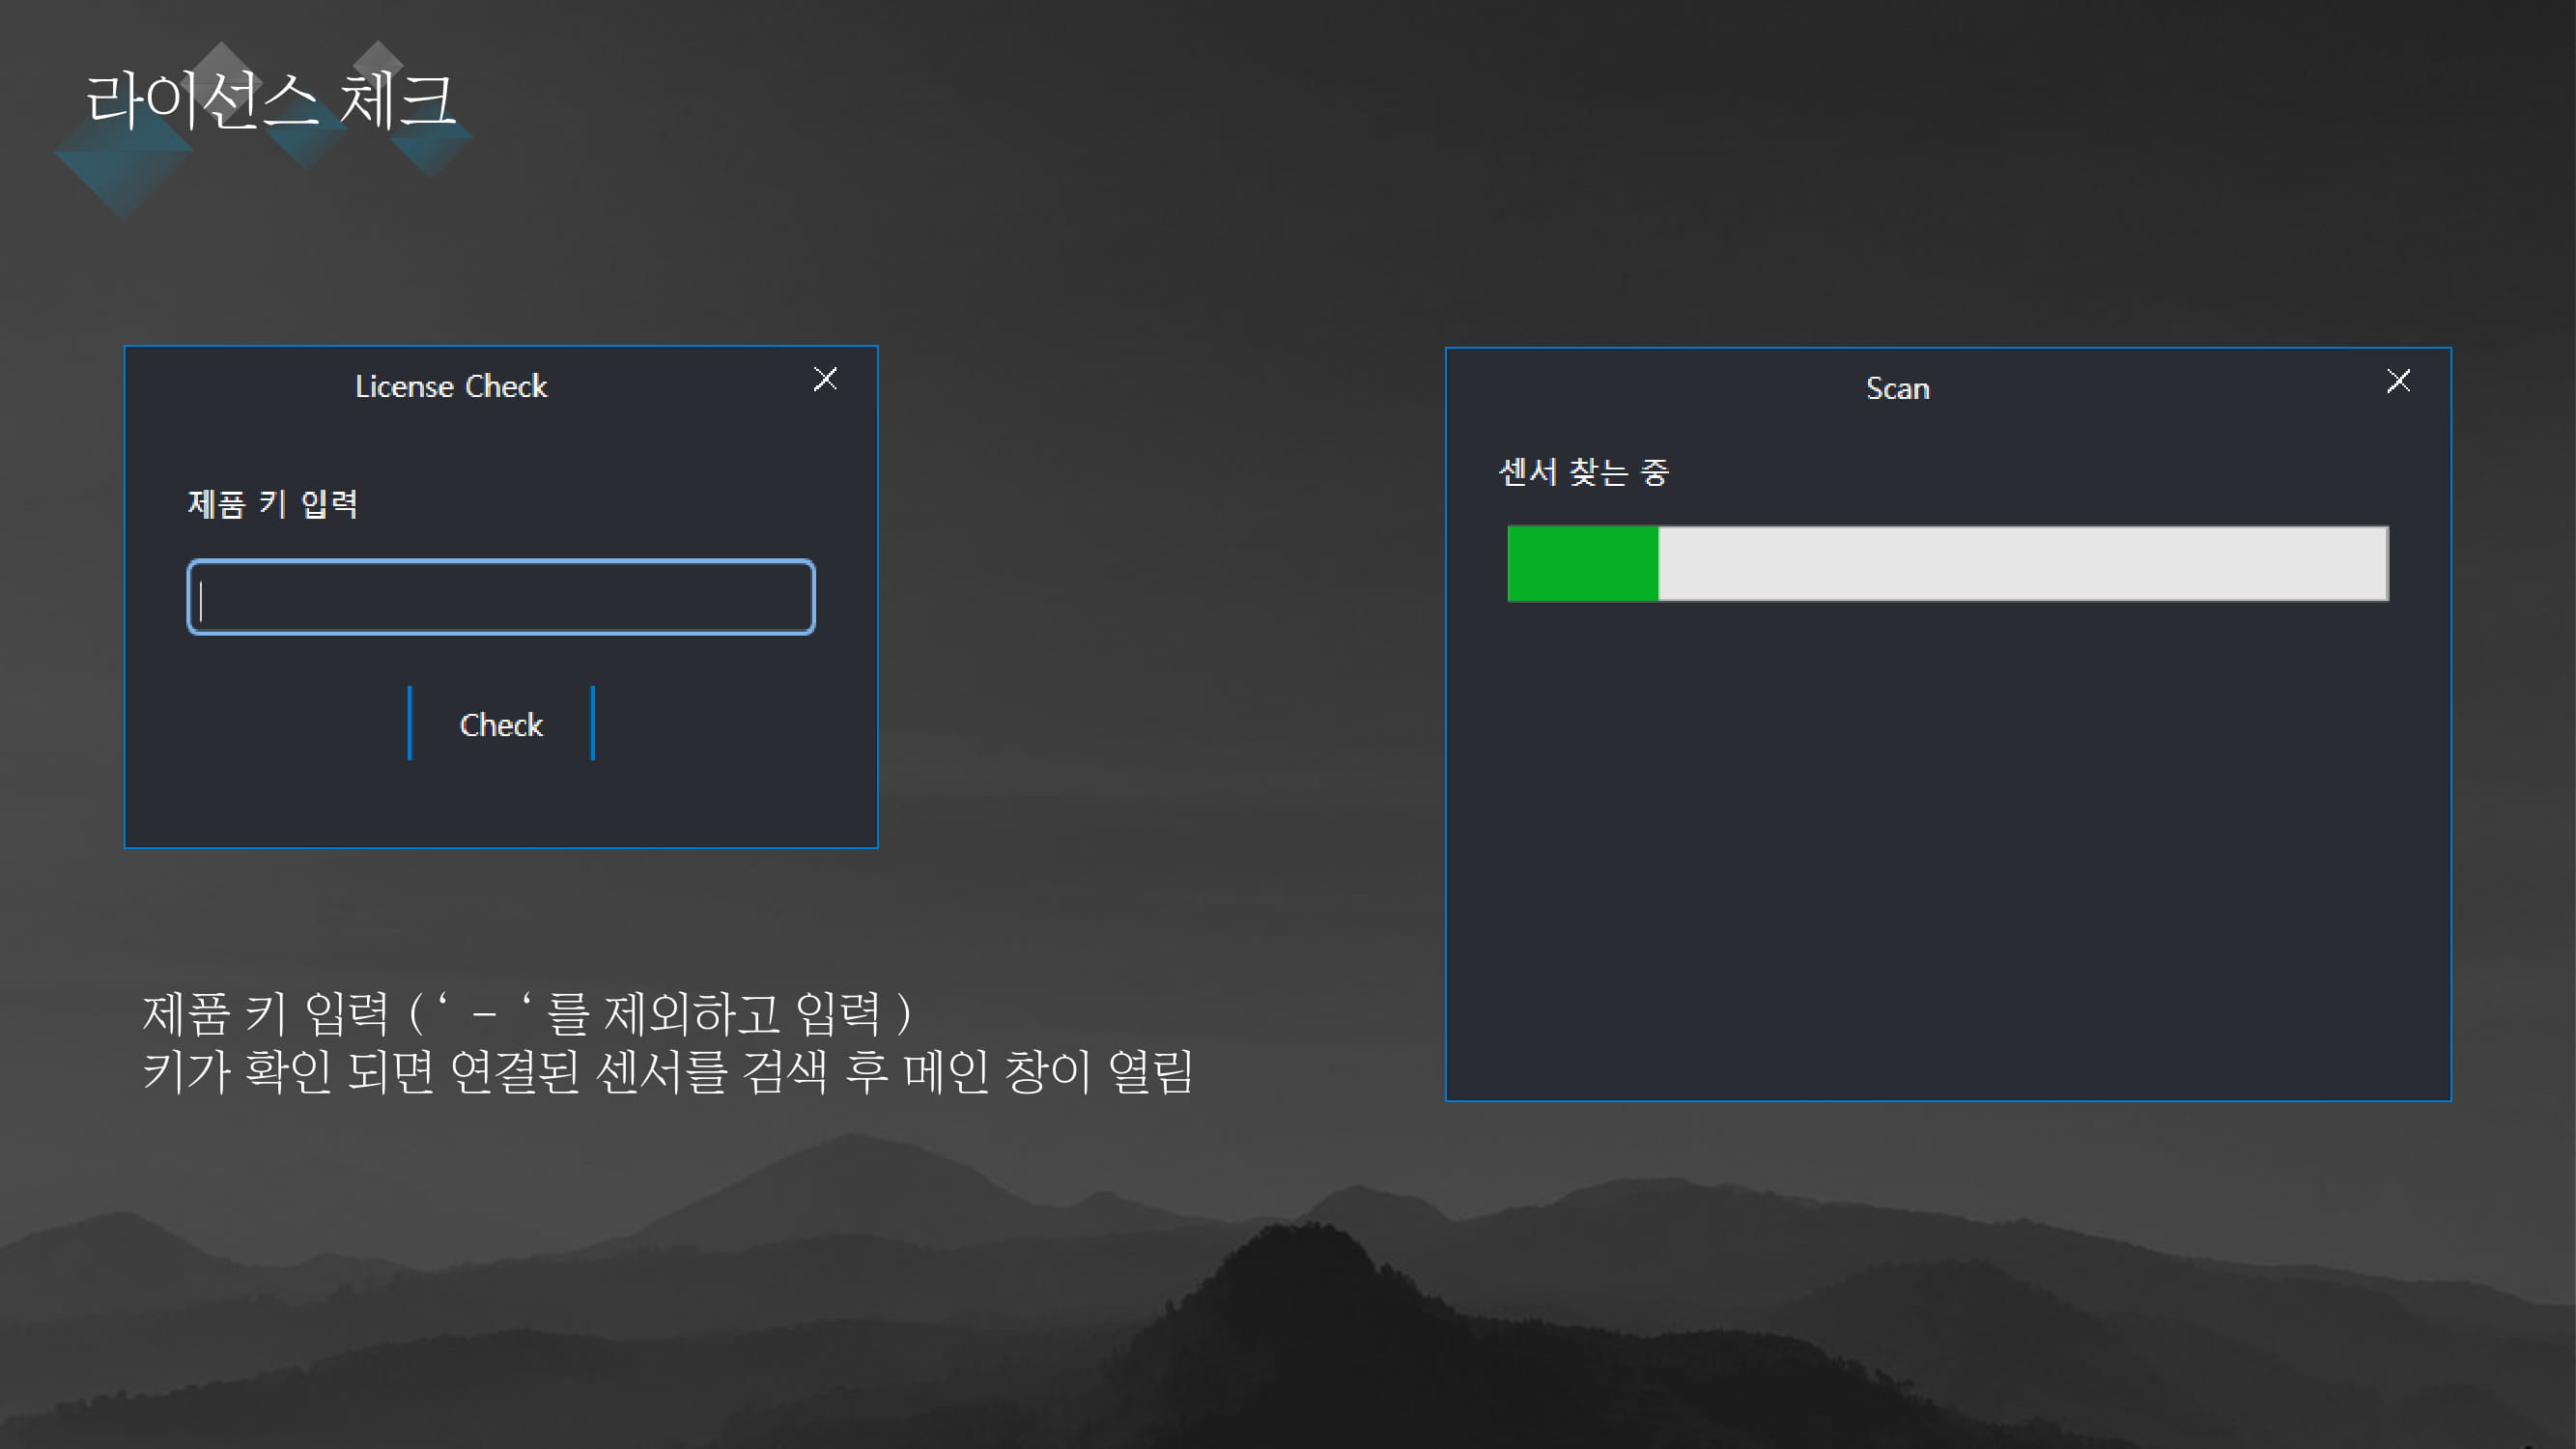 라이선스 체크
License Check
제품 키 입력
Check
Scan
센서 찾는 중
제품 키 입력 ( ‘ - ‘ 를 제외하고 입력 )
키가 확인 되면 연결된 센서를 검색 후 메인 창이 열림